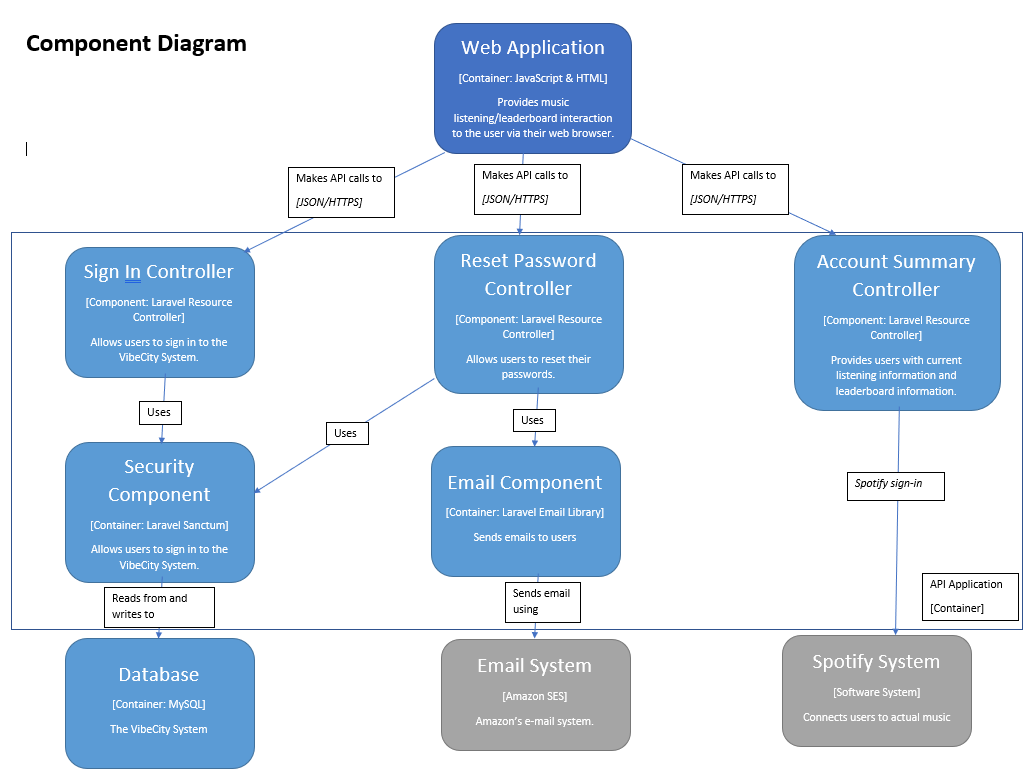 Component Diagram
Web Application
[Container: JavaScript & HTML]
Provides music
listening/leaderboard interaction
to the user via their web browser.
Makes API calls to
[JSON/HTTPS]
Makes API calls to
[JSON/HTTPS]
Makes API calls to
[JSON/HTTPS]
Sign In Controller
[Component: Laravel Resource
Controller]
Allows users to sign in to the
VibeCity System.
Reset Password
Controller
[Component: Laravel Resource
Controller]
Allows users to reset their
passwords.
Account Summary
Controller
[Component: Laravel Resource
Controller]
Provides users with current
listening information and
leaderboard information.
Uses
Uses
Uses
Security
Component
[Container: Laravel Sanctum]
Allows users to sign in to the
VibeCity System.
Email Component
[Container: Laravel Email Library]
Sends emails to users
Spotify sign-in
API Application
[Container]
Reads from and
writes to
Sends email
using
Database
[Container: MySQL]
The VibeCity System
Email System
[Amazon SES]
Amazon's e-mail system.
Spotify System
[Software System]
Connects users to actual music